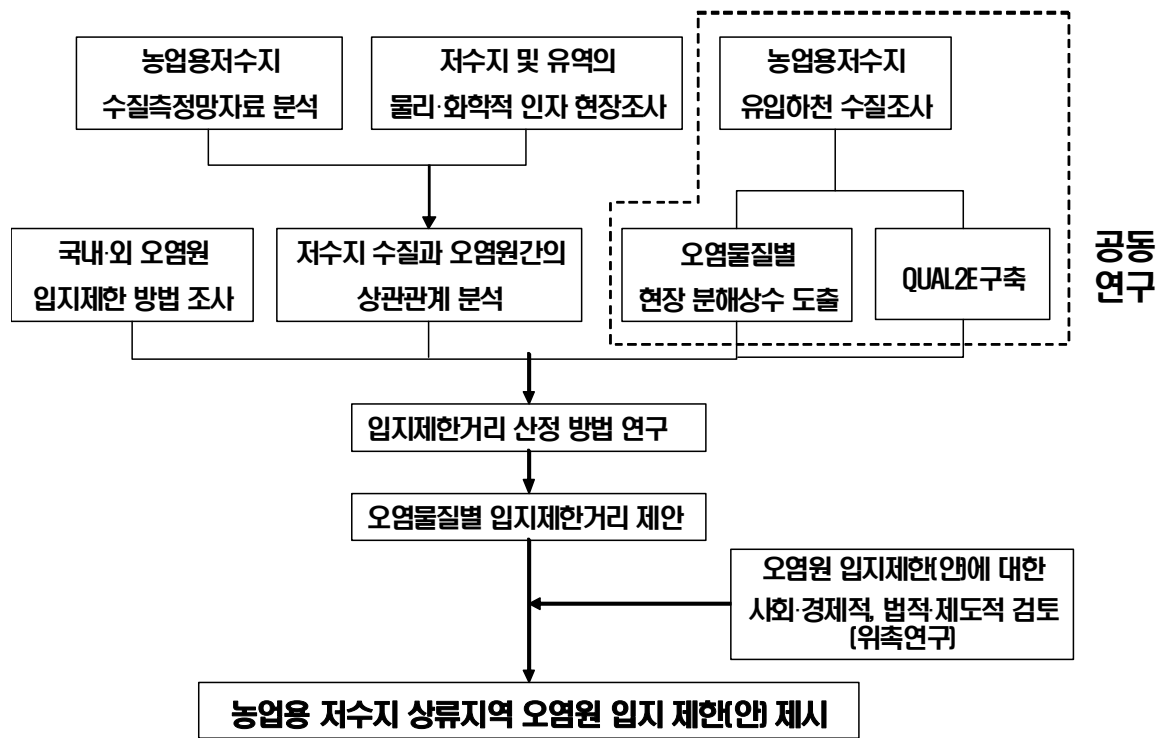 농업용저수지
수질측정망자료 분석
저수지 및 유역의
물리·화학적 인자 현장조사
농업용저수지
유입하천 수질조사
국내·외 오염원
입지제한 방법 조사
저수지 수질과 오염원간의
상관관계 분석
오염물질별
현장 분해상수 도출
QUAL2E구축
공동
연구
입지제한거리 산정 방법 연구
오염물질별 입지제한거리 제안
오염원 입지제한(안)에 대한
사회·경제적, 법적·제도적 검토
(위촉연구)
농업용 저수지 상류지역 오염원 입지 제한(안) 제시